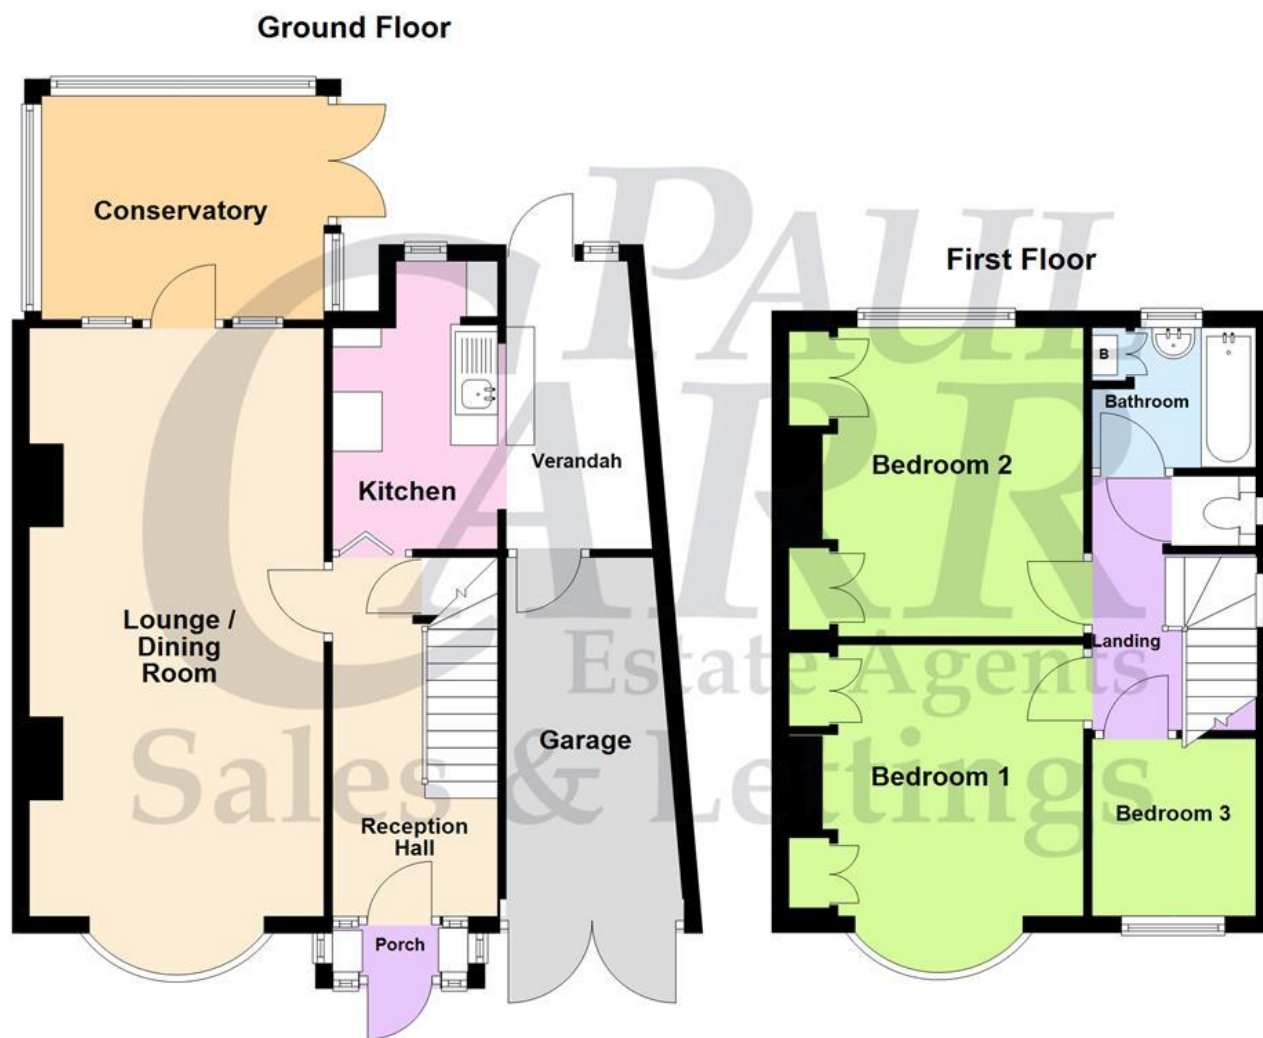 Ground Floor
Conservatory
PAUL
CARR
Estate Agents
Sales & Lettings
Kitchen
Verandah
Lounge /
Dining
Room
Garage
Reception
Hall
Porch
First Floor
B
Bathroom
Bedroom 2
Landing
Bedroom 1
Bedroom 3